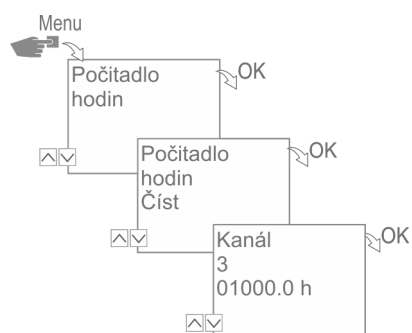 Menu
Počitadlo
hodin
OK
Počitadlo
hodin
Číst
OK
Kanál
3
01000.0 h
OK